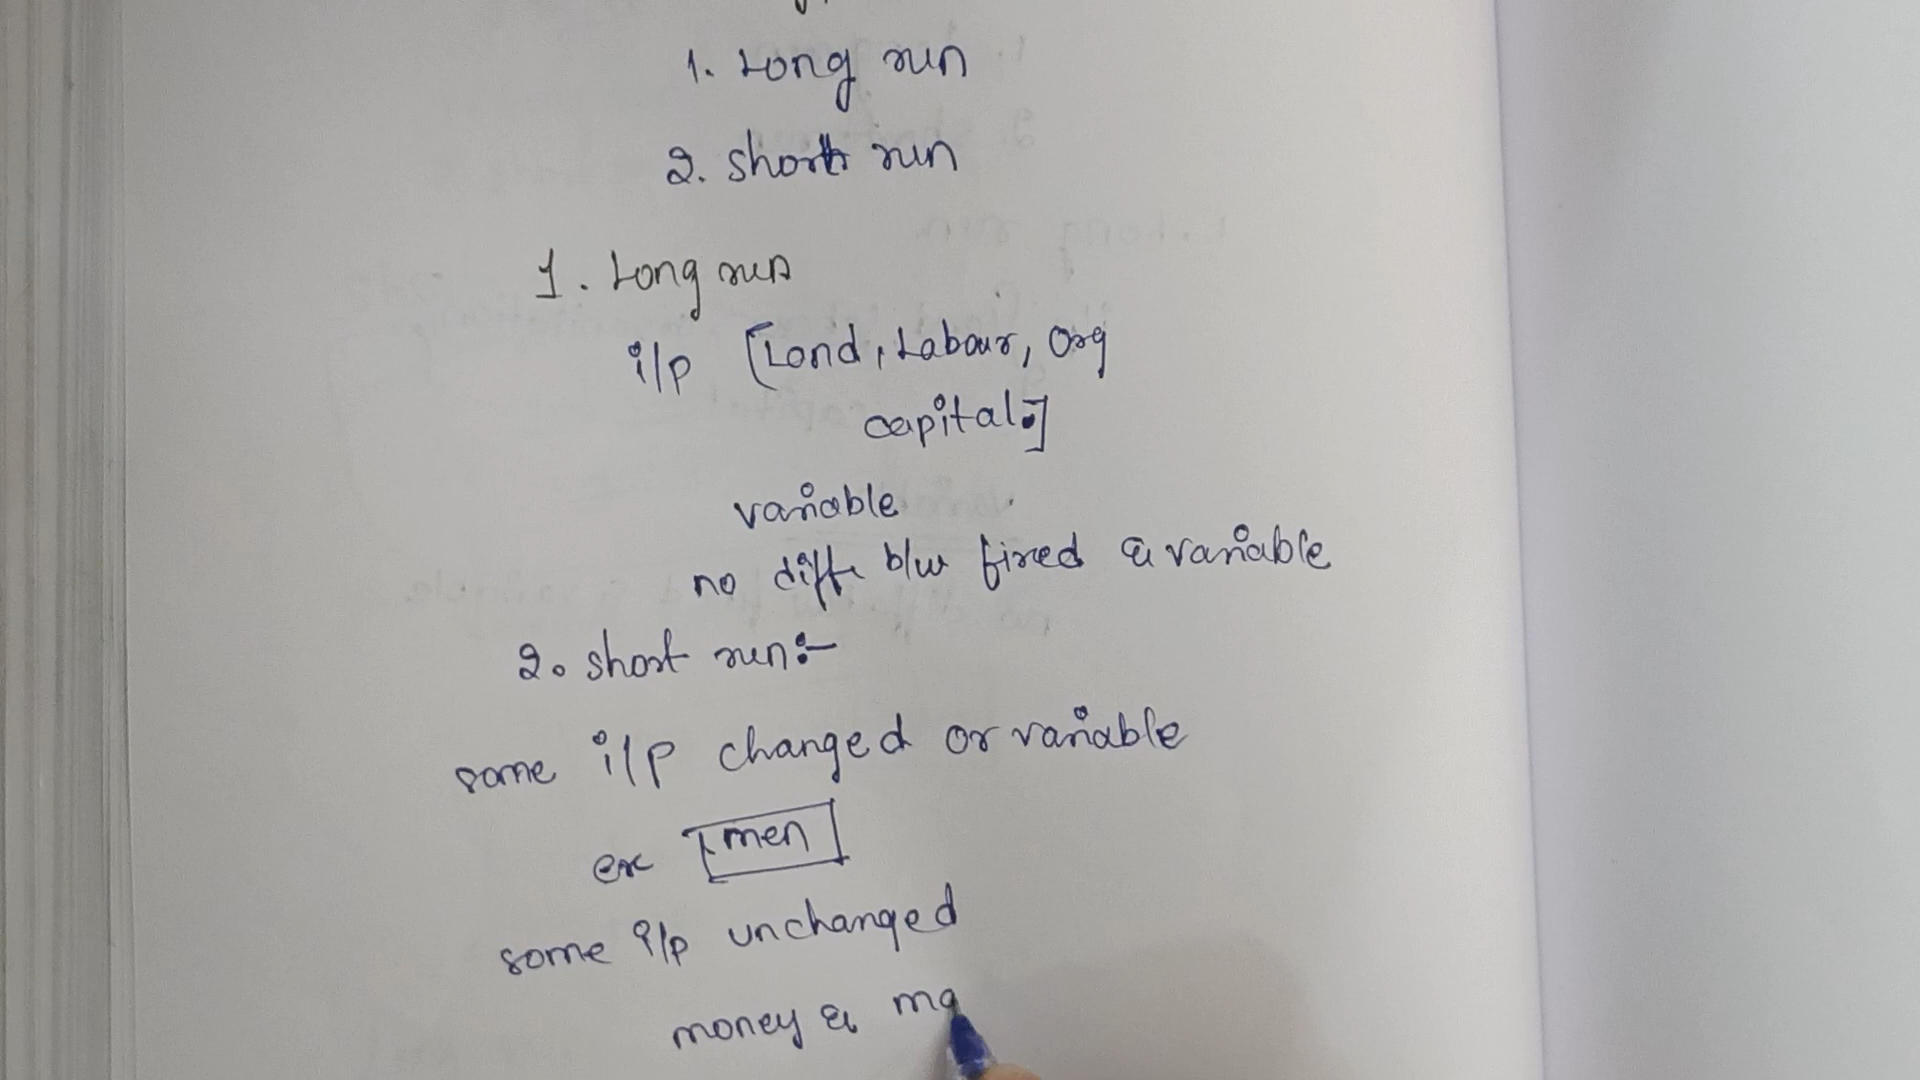 1. Long run
2. short run
1. Long run
i/p [Land, Labour, Org
capital.]
variable
no diffe b/w fixed & variable
2. short run:-
some i/p changed or variable
ex [men]
some i/p unchanged
money & ma